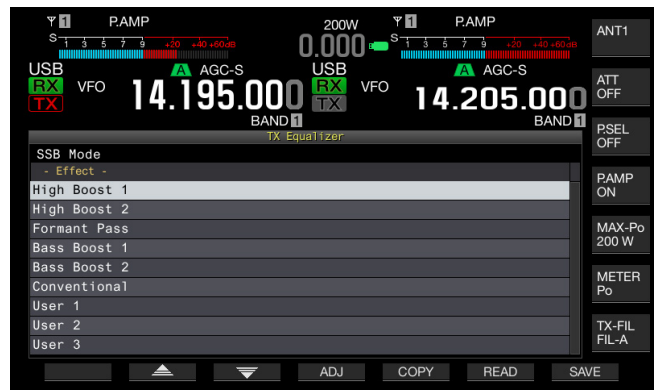 1 P.AMP 200W 1 P.AMP
S 1 3 5 7 9 +20 +40 +60dB 0.000 S 1 3 5 7 9 +20 +40 +60dB
USB A AGC-S USB A AGC-S
RX VFO 14.195.000 RX VFO 14.205.000
TX TX
BAND 1 BAND 1
TX Equalizer
SSB Mode
- Effect -
High Boost 1
High Boost 2
Formant Pass
Bass Boost 1
Bass Boost 2
Conventional
User 1
User 2
User 3
ADJ COPY READ SAVE
ANT1
ATT
OFF
P.SEL
OFF
P.AMP
ON
MAX-Po
200 W
METER
Po
TX-FIL
FIL-A